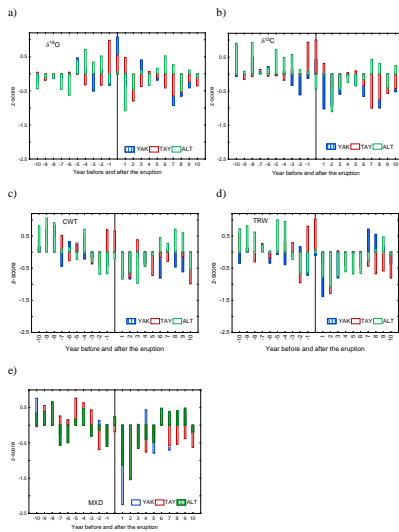 a)
b)
δ18O
δ13C
z-score
0.5
-0.5
-1.5
-2.5
YAK TAY ALT
-10 -9 -8 -7 -6 -5 -4 -3 -2 -1 0 1 2 3 4 5 6 7 8 9 10
Year before and after the eruption
z-score
0.5
-0.5
-1.5
-2.5
YAK TAY ALT
-10 -9 -8 -7 -6 -5 -4 -3 -2 -1 1 2 3 4 5 6 7 8 9 10
Year before and after the eruption
c)
d)
CWT
TRW
z-score
0.5
-0.5
-1.5
-2.5
YAK TAY ALT
-10 -9 -8 -7 -6 -5 -4 -3 -2 -1 1 2 3 4 5 6 7 8 9 10
Year before and after the eruption
z-score
0.5
-0.5
-1.5
-2.5
YAK TAY ALT
-10 -9 -8 -7 -6 -5 -4 -3 -2 -1 1 2 3 4 5 6 7 8 9 10
Year before and after the eruption
e)
z-score
0.5
-0.5
-1.5
-2.5
MXD
YAK TAY ALT
-10 -9 -8 -7 -6 -5 -4 -3 -2 -1 1 2 3 4 5 6 7 8 9 10
Year before and after the eruption